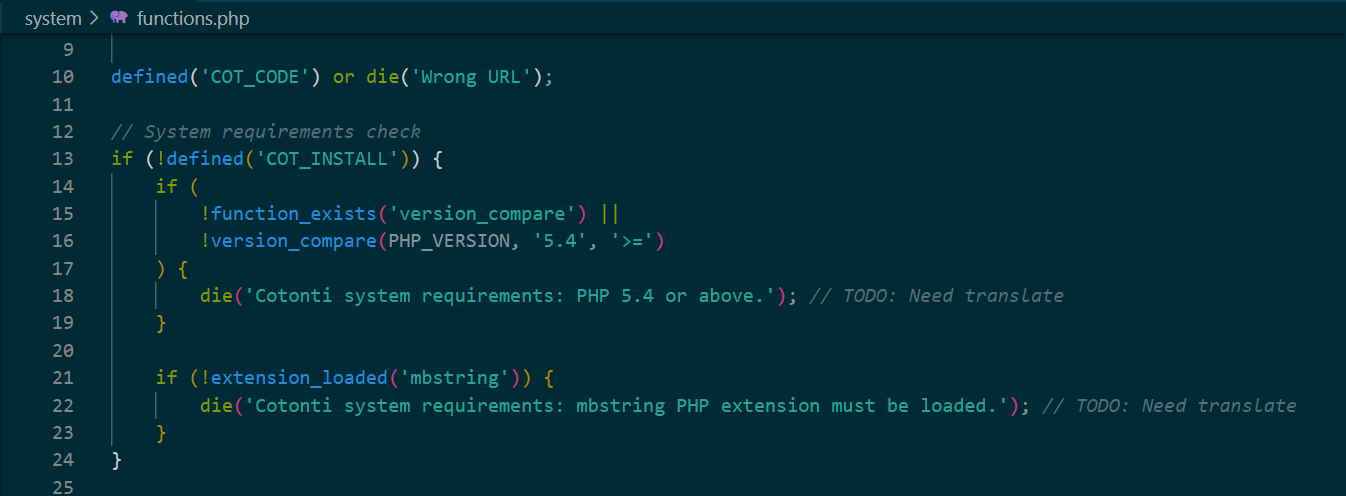 system > functions.php
9
10 defined('COT_CODE') or die('Wrong URL');
11
12 // System requirements check
13 if (!defined('COT_INSTALL')) {
14     if (
15         !function_exists('version_compare') ||
16         !version_compare(PHP_VERSION, '5.4', '>=')
17     ) {
18         die('Cotonti system requirements: PHP 5.4 or above.'); // TODO: Need translate
19     }
20
21     if (!extension_loaded('mbstring')) {
22         die('Cotonti system requirements: mbstring PHP extension must be loaded.'); // TODO: Need translate
23     }
24 }
25